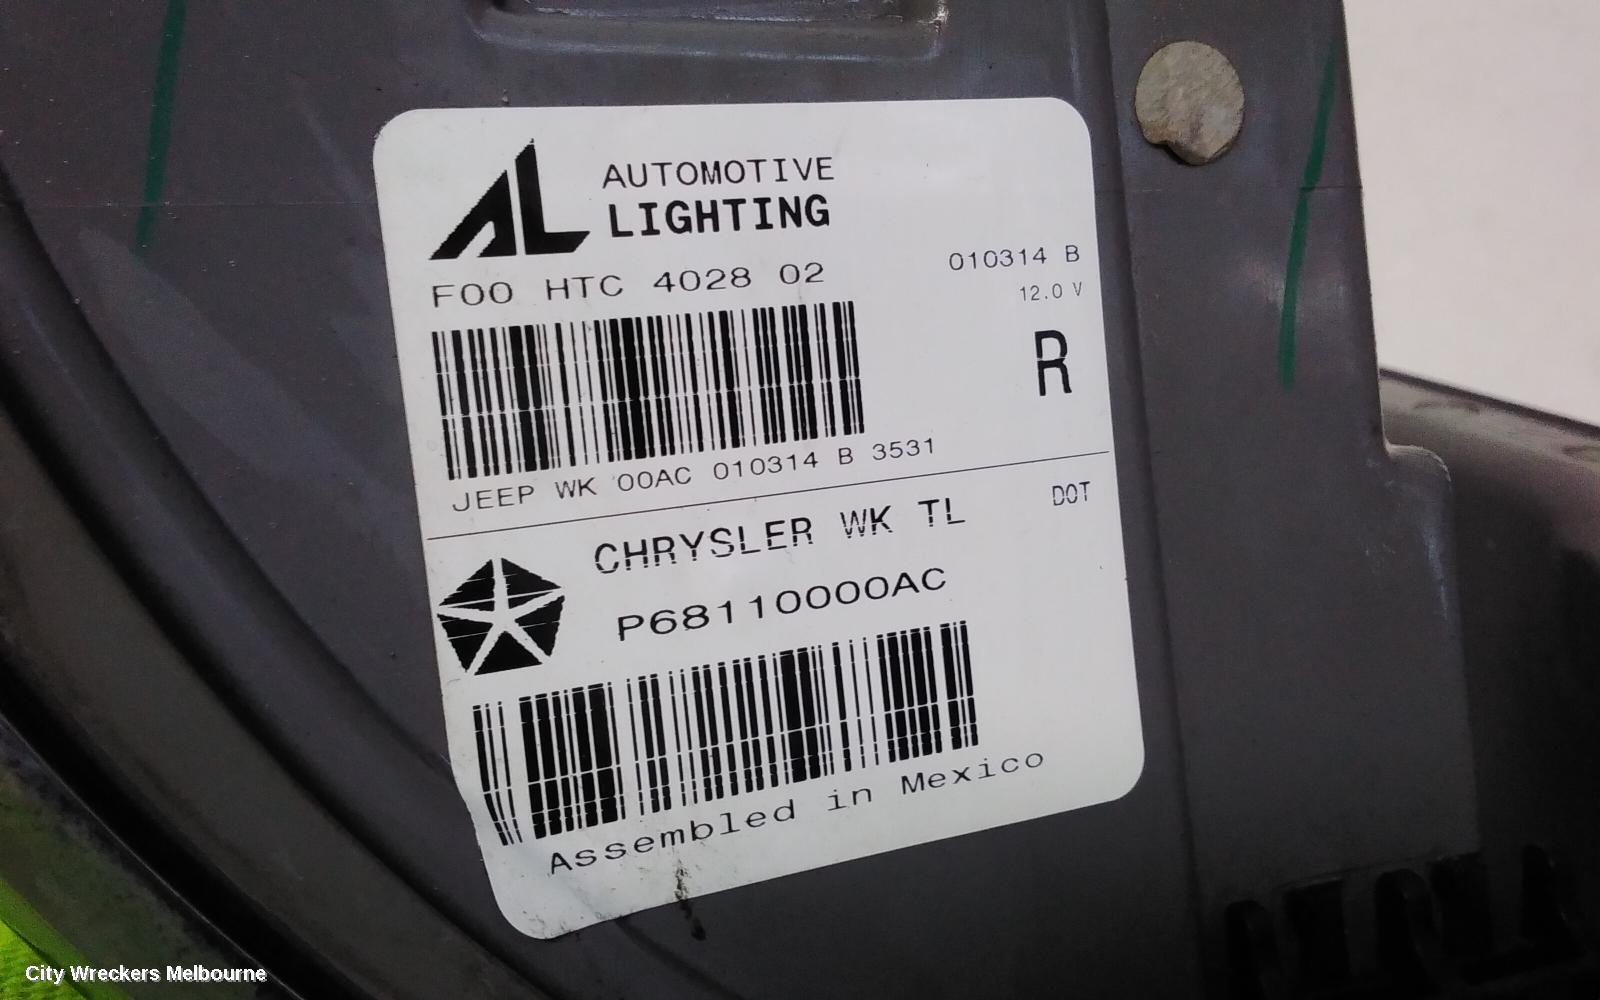 AUTOMOTIVE
LIGHTING
F00 HTC 4028 02
010314 B
12.0 V
R
JEEP WK 00AC 010314 B 3531
CHRYSLER WK TL
DOT
P68110000AC
Assembled in Mexico
City Wreckers Melbourne